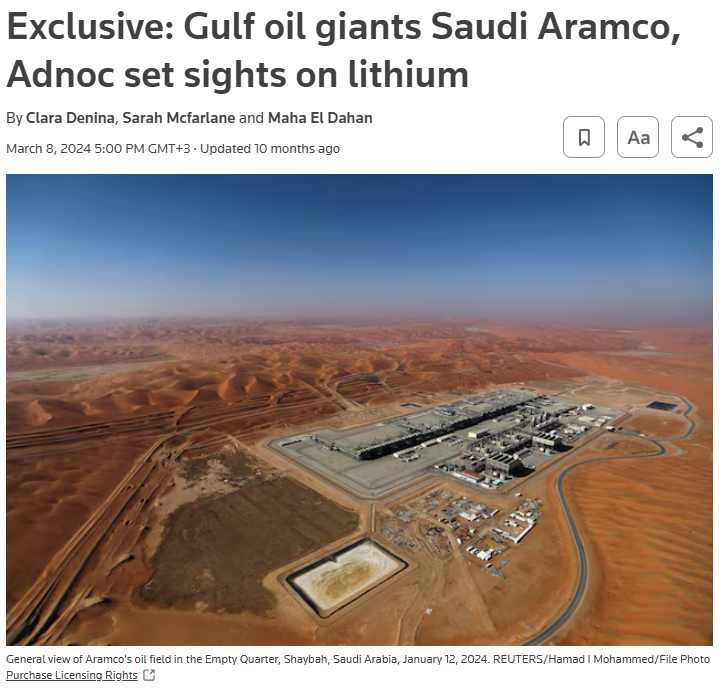 Exclusive: Gulf oil giants Saudi Aramco,
Adnoc set sights on lithium
By Clara Denina, Sarah Mcfarlane and Maha El Dahan
March 8, 2024 5:00 PM GMT+3 · Updated 10 months ago
Aa
General view of Aramco's oil field in the Empty Quarter, Shaybah, Saudi Arabia, January 12, 2024. REUTERS/Hamad I Mohammed/File Photo
Purchase Licensing Rights